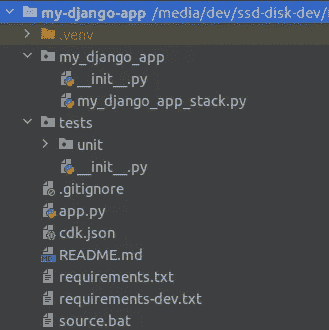 my-django-app /media/dev/ssd-disk-dev/
.venv
my_django_app
__init__.py
my_django_app_stack.py
tests
unit
__init__.py
.gitignore
app.py
cdk.json
README.md
requirements.txt
requirements-dev.txt
source.bat